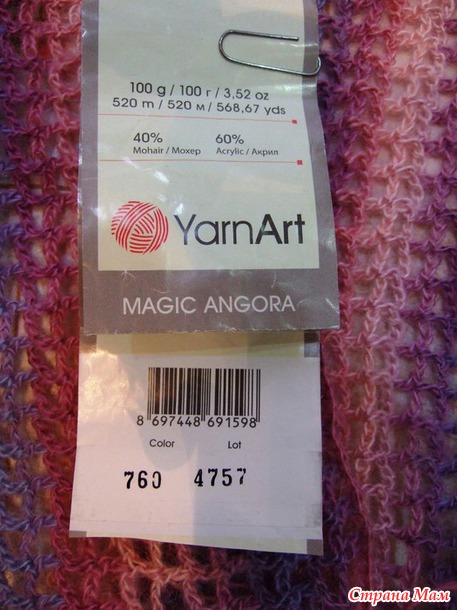 100 g / 100 г / 3,52 oz
520 m / 520 м / 568,67 yds
40% 60%
Mohair / Мохер Acrylic / Акрил
YarnArt
MAGIC ANGORA
8 697448 691598
Color Lot
760 4757
Страна Мам